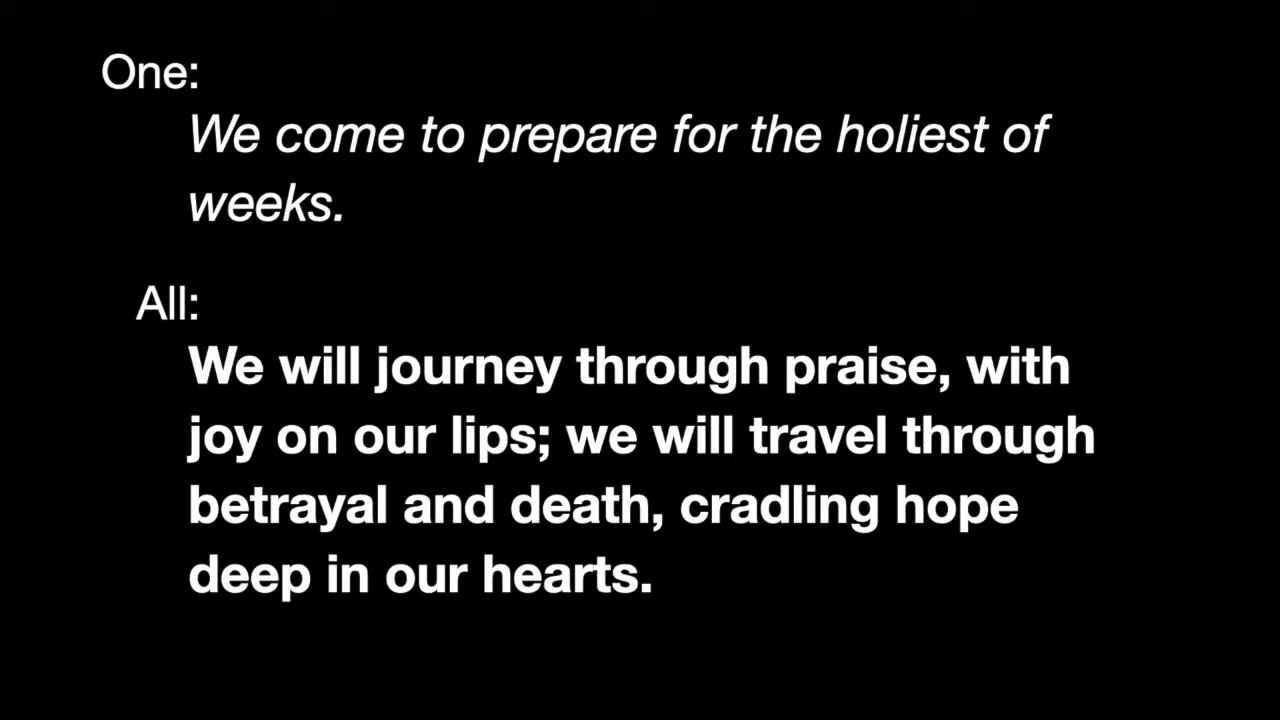 One:
We come to prepare for the holiest of
weeks.
All:
We will journey through praise, with
joy on our lips; we will travel through
betrayal and death, cradling hope
deep in our hearts.